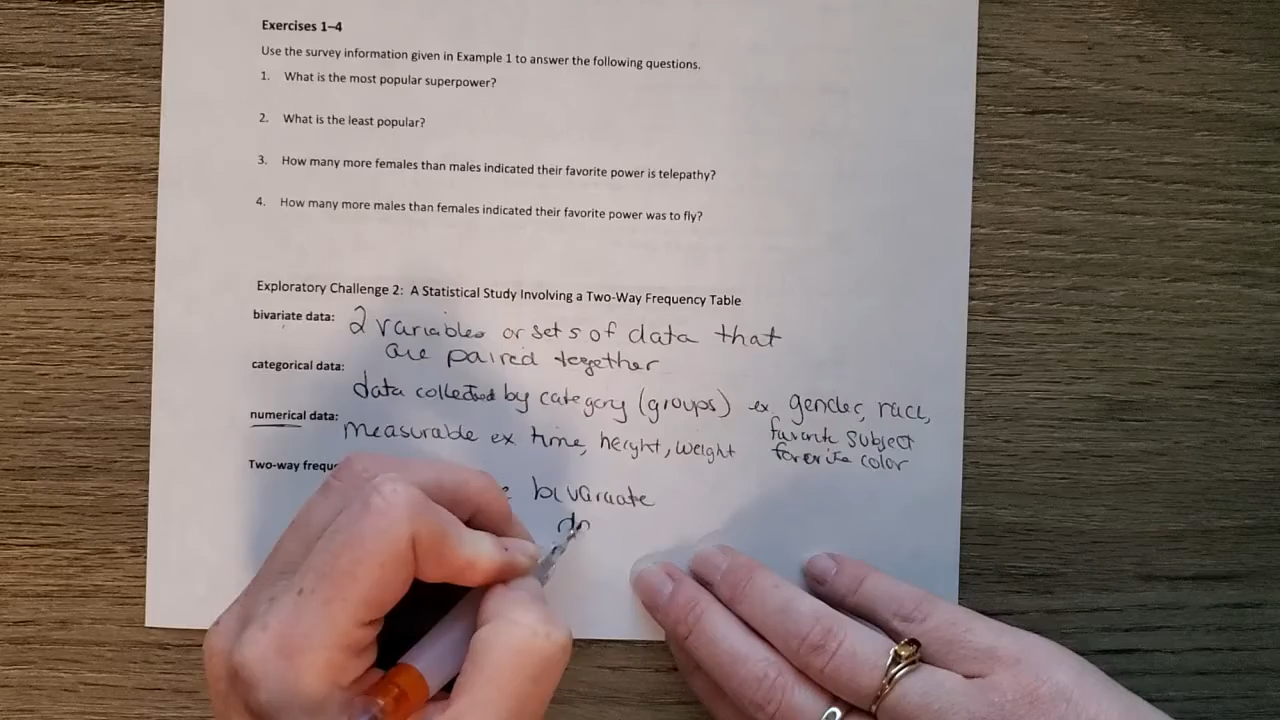 Exercises 1–4
Use the survey information given in Example 1 to answer the following questions.
1. What is the most popular superpower?
2. What is the least popular?
3. How many more females than males indicated their favorite power is telepathy?
4. How many more males than females indicated their favorite power was to fly?
Exploratory Challenge 2: A Statistical Study Involving a Two-Way Frequency Table
bivariate data: 2 variables or sets of data that
are paired together
categorical data:
data collected by category (groups) ex gender, race,
favorite subject
favorite color
numerical data: measurable ex time, height, weight
Two-way frequ
bivariate